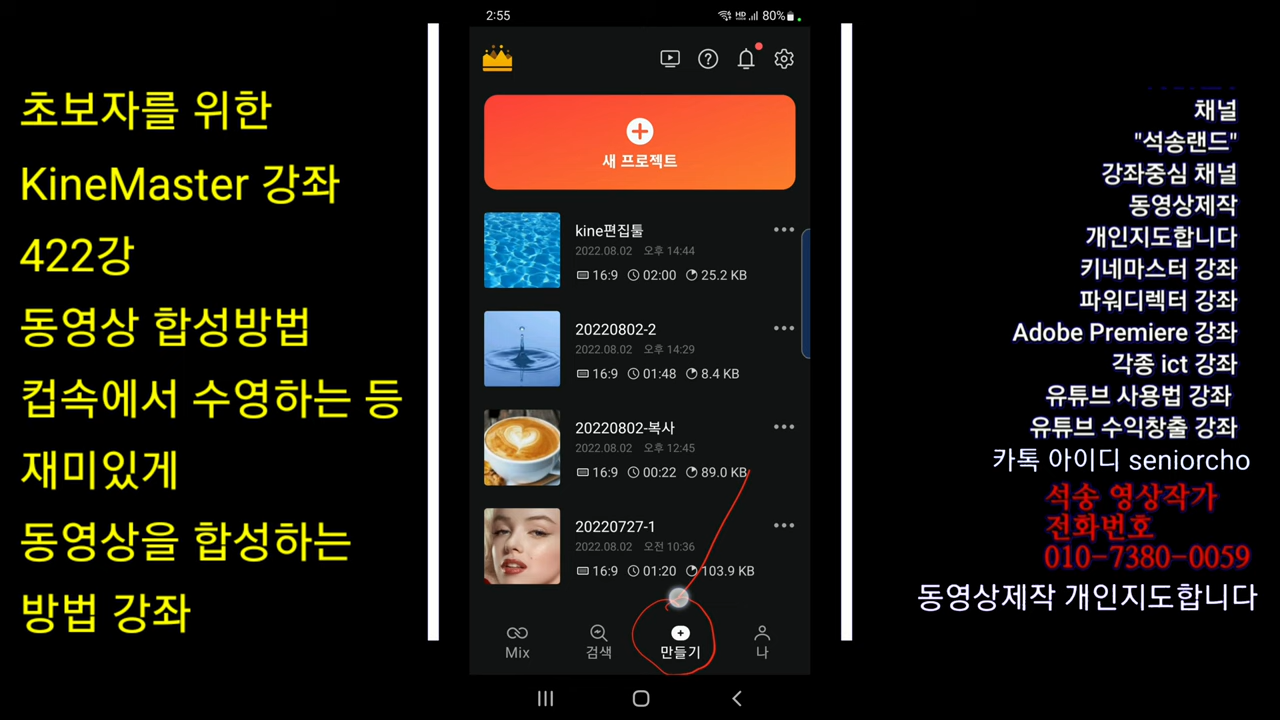 초보자를 위한
KineMaster 강좌
422강
동영상 합성방법
컵속에서 수영하는 등
재미있게
동영상을 합성하는
방법 강좌
2:55
HD 80%
새 프로젝트
kine편집툴
2022.08.02 오후 14:44
16:9 02:00 25.2 KB
20220802-2
2022.08.02 오후 14:29
16:9 01:48 8.4 KB
20220802-복사
2022.08.02 오후 12:45
16:9 00:22 89.0 KB
20220727-1
2022.08.02 오전 10:36
16:9 01:20 103.9 KB
Mix 검색 만들기 나
채널
"석송랜드"
강좌중심 채널
동영상제작
개인지도합니다
키네마스터 강좌
파워디렉터 강좌
Adobe Premiere 강좌
각종 ict 강좌
유튜브 사용법 강좌
유튜브 수익창출 강좌
카톡 아이디 seniorcho
석송 영상작가
전화번호
010-7380-0059
동영상제작 개인지도합니다